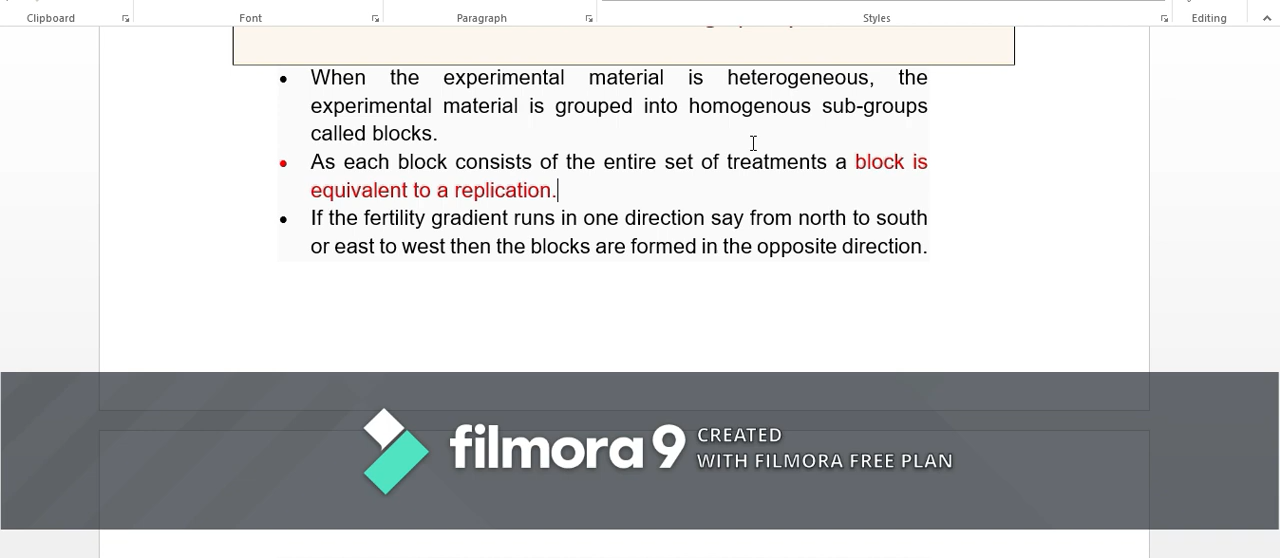 Clipboard Font Paragraph Styles Editing
• When the experimental material is heterogeneous, the
experimental material is grouped into homogenous sub-groups
called blocks.
• As each block consists of the entire set of treatments a block is
equivalent to a replication.
• If the fertility gradient runs in one direction say from north to south
or east to west then the blocks are formed in the opposite direction.
filmora9 CREATED
WITH FILMORA FREE PLAN